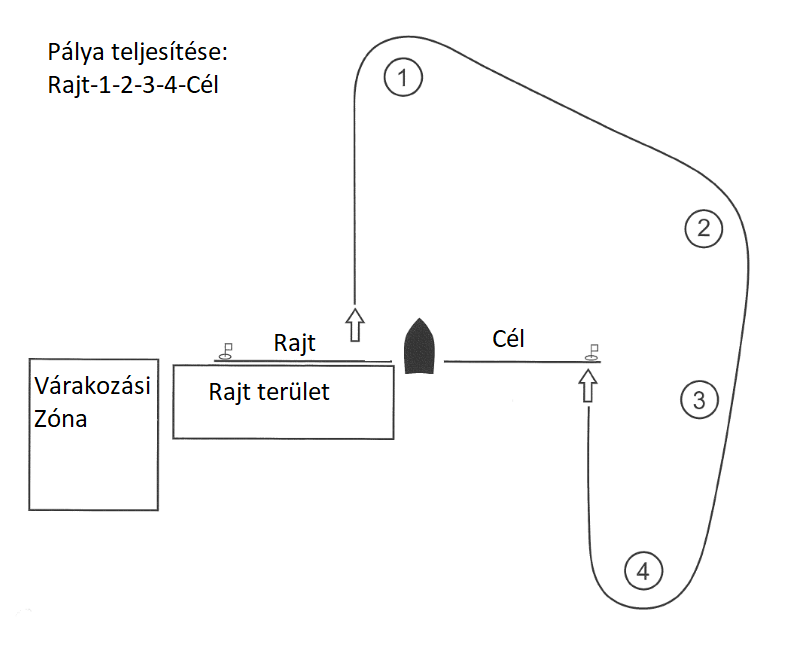 Pálya teljesítése:
Rajt-1-2-3-4-Cél
1
2
Rajt
Cél
Várakozási
Zóna
Rajt terület
3
4